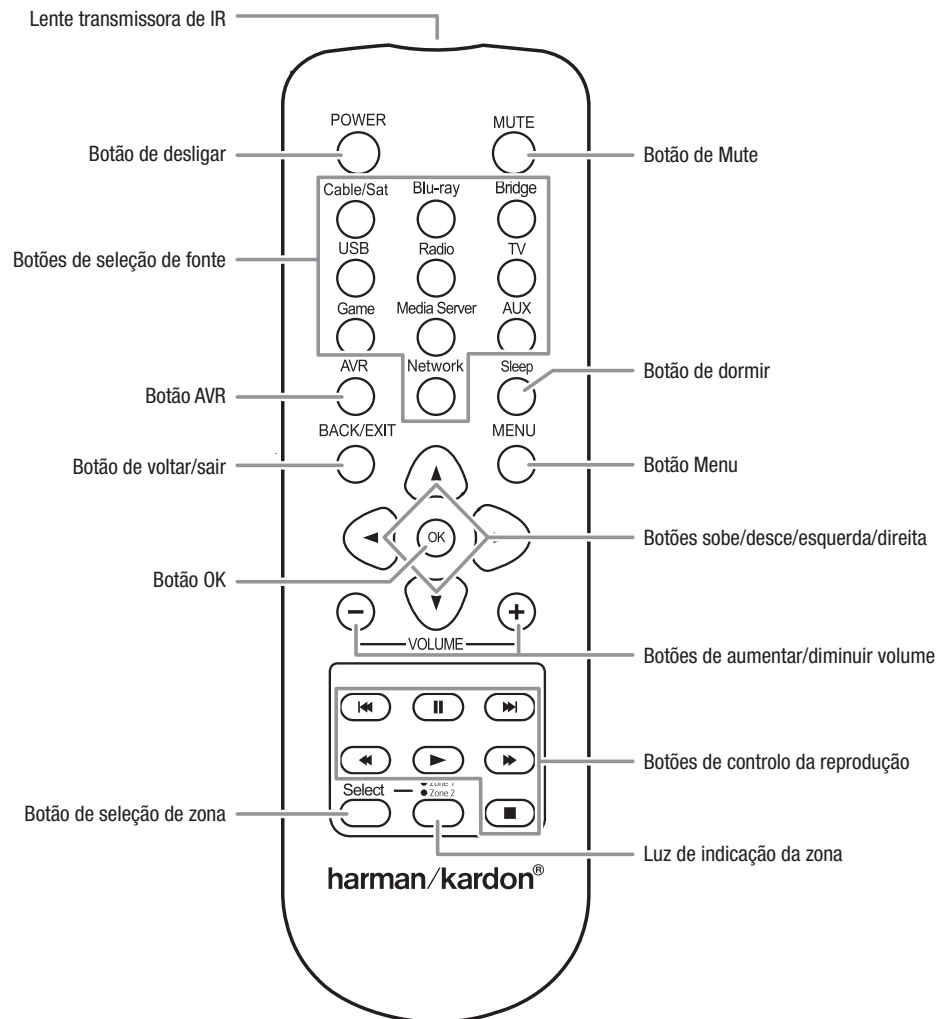 Lente transmissora de IR
POWER
MUTE
Botão de desligar
Botão de Mute
Cable/Sat
Blu-ray
Bridge
Botões de seleção de fonte
USB
Radio
TV
Game
Media Server
AUX
AVR
Network
Sleep
Botão AVR
Botão de dormir
BACK/EXIT
MENU
Botão de voltar/sair
Botão Menu
OK
Botões sobe/desce/esquerda/direita
Botão OK
VOLUME
Botões de aumentar/diminuir volume
Botões de controlo da reprodução
Select
Zone 1
Zone 2
Botão de seleção de zona
Luz de indicação da zona
harman/kardon®